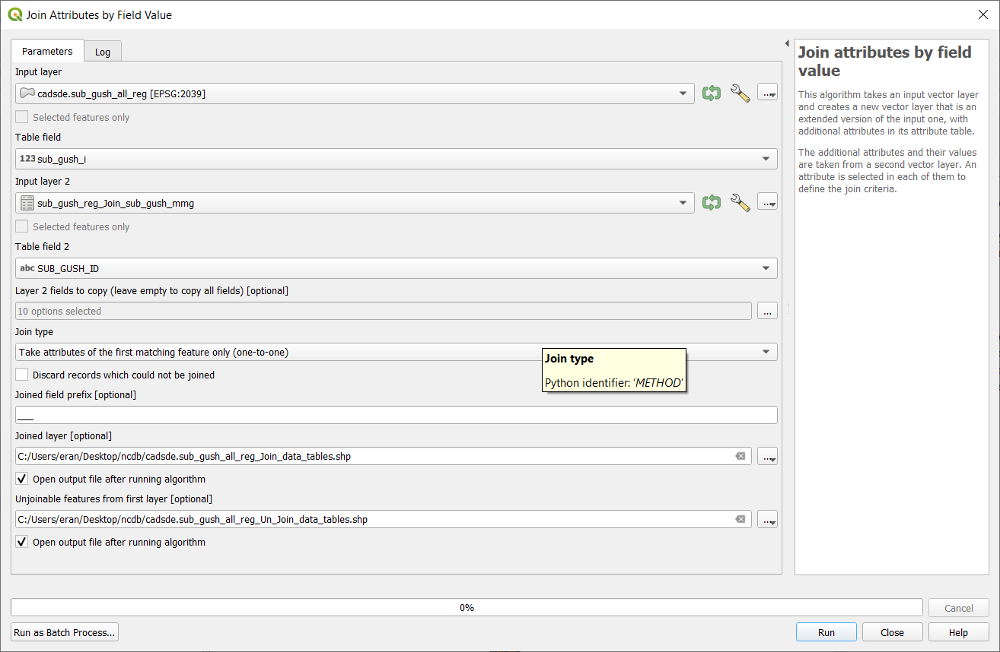 Join Attributes by Field Value
Parameters
Log
Input layer
cadsde.sub_gush_all_reg [EPSG:2039]
...
Selected features only
Table field
123 sub_gush_i
Input layer 2
sub_gush_reg_Join_sub_gush_mmg
...
Selected features only
Table field 2
abc SUB_GUSH_ID
Layer 2 fields to copy (leave empty to copy all fields) [optional]
10 options selected
...
Join type
Take attributes of the first matching feature only (one-to-one)
Join type
Python identifier: ‘METHOD’
Discard records which could not be joined
Joined field prefix [optional]
___
Joined layer [optional]
C:/Users/eran/Desktop/ncdb/cadsde.sub_gush_all_reg_Join_data_tables.shp
...
Open output file after running algorithm
Unjoinable features from first layer [optional]
C:/Users/eran/Desktop/ncdb/cadsde.sub_gush_all_reg_Un_Join_data_tables.shp
...
Open output file after running algorithm
Join attributes by field
value
This algorithm takes an input vector layer
and creates a new vector layer that is an
extended version of the input one, with
additional attributes in its attribute table.
The additional attributes and their values
are taken from a second vector layer. An
attribute is selected in each of them to
define the join criteria.
0%
Cancel
Run as Batch Process...
Run
Close
Help